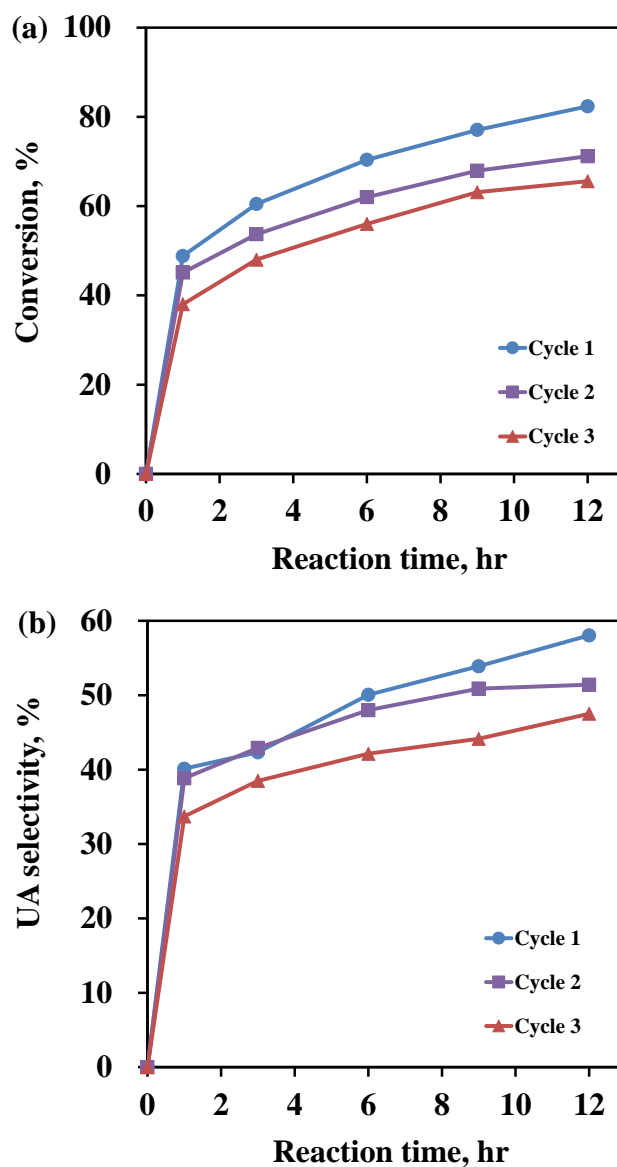 (a)
100
80
60
40
20
0
Conversion, %
Cycle 1
Cycle 2
Cycle 3
0 2 4 6 8 10 12
Reaction time, hr
(b)
60
50
40
30
20
10
0
UA selectivity, %
Cycle 1
Cycle 2
Cycle 3
0 2 4 6 8 10 12
Reaction time, hr